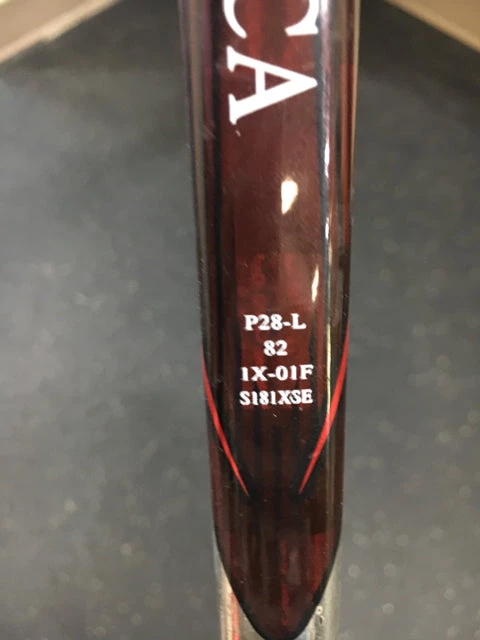 CA
P28-L
82
1X-01F
S181XSE